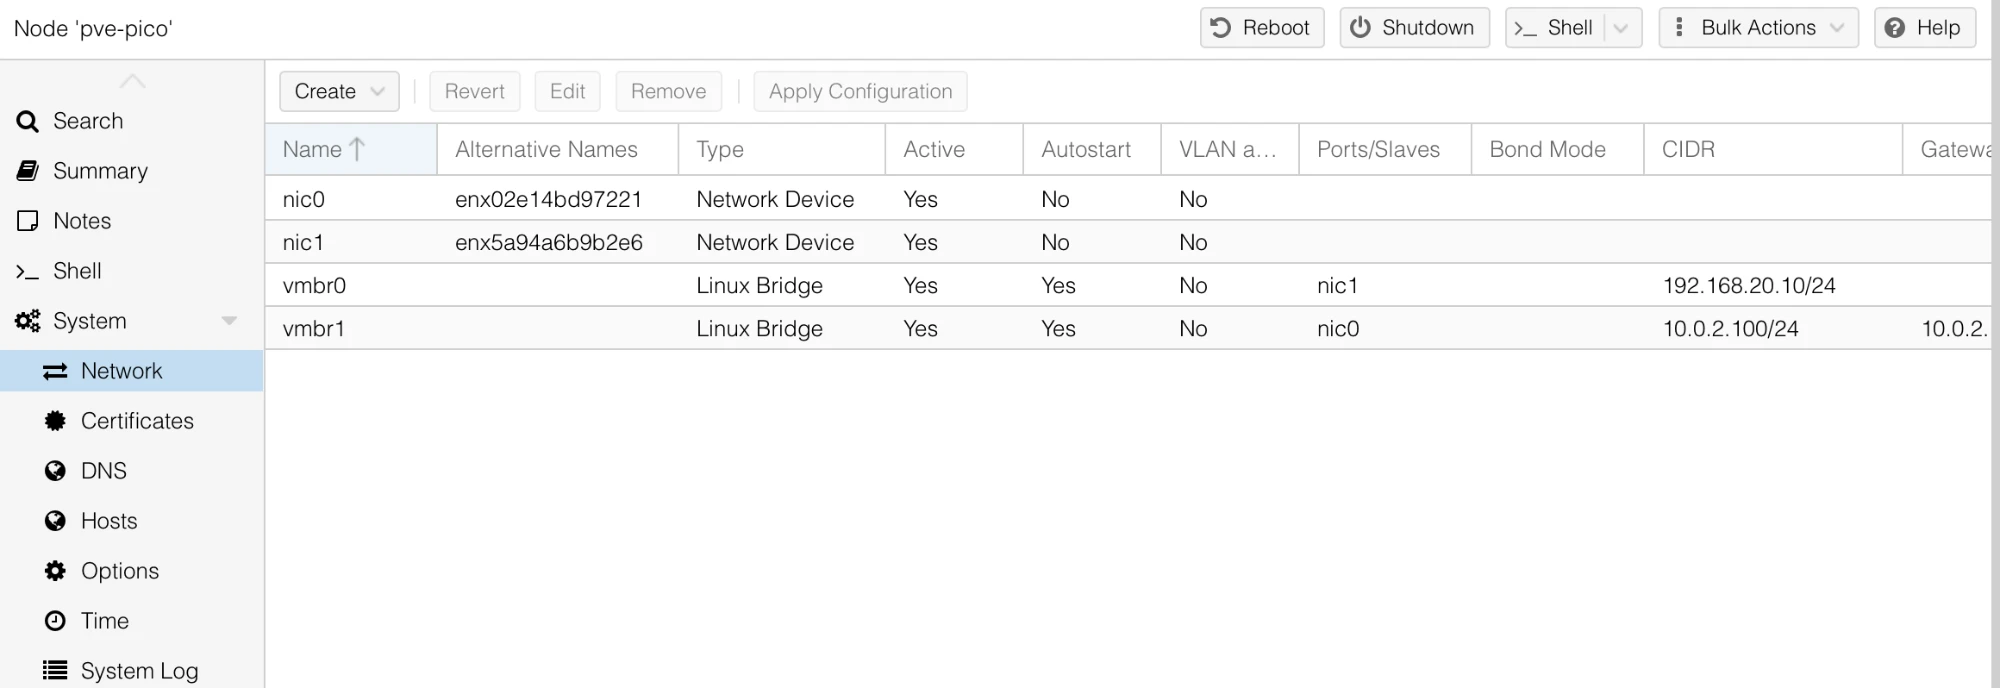 Node 'pve-pico'
Reboot
Shutdown
Shell
Bulk Actions
Help
Search
Summary
Notes
Shell
System
Network
Certificates
DNS
Hosts
Options
Time
System Log
Create Revert Edit Remove Apply Configuration
Name Alternative Names Type Active Autostart VLAN a... Ports/Slaves Bond Mode CIDR Gatewa
nic0 enx02e14bd97221 Network Device Yes No No
nic1 enx5a94a6b9b2e6 Network Device Yes No No
vmbr0 Linux Bridge Yes Yes No nic1 192.168.20.10/24
vmbr1 Linux Bridge Yes Yes No nic0 10.0.2.100/24 10.0.2.